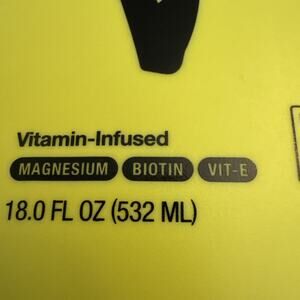 Vitamin-Infused
MAGNESIUM BIOTIN VIT-E
18.0 FL OZ (532 ML)